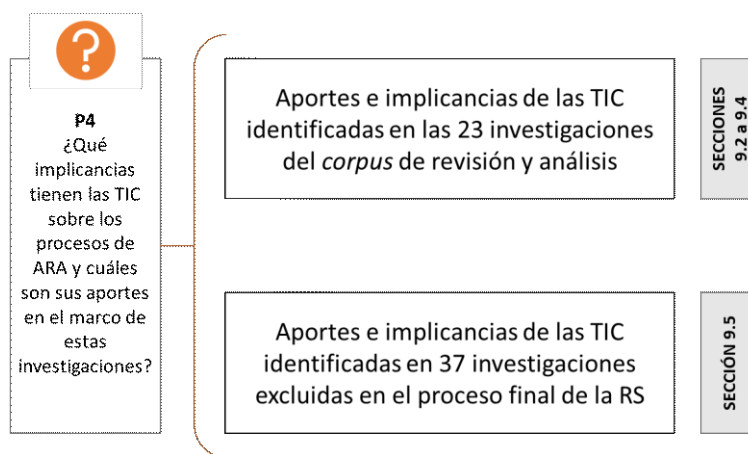 ?
P4
¿Qué
implicancias
tienen las TIC
sobre los
procesos de
ARA y cuáles
son sus aportes
en el marco de
estas
investigaciones?
Aportes e implicancias de las TIC
identificadas en las 23 investigaciones
del corpus de revisión y análisis
SECCIONES
9.2 a 9.4
Aportes e implicancias de las TIC
identificadas en 37 investigaciones
excluidas en el proceso final de la RS
SECCIÓN 9.5